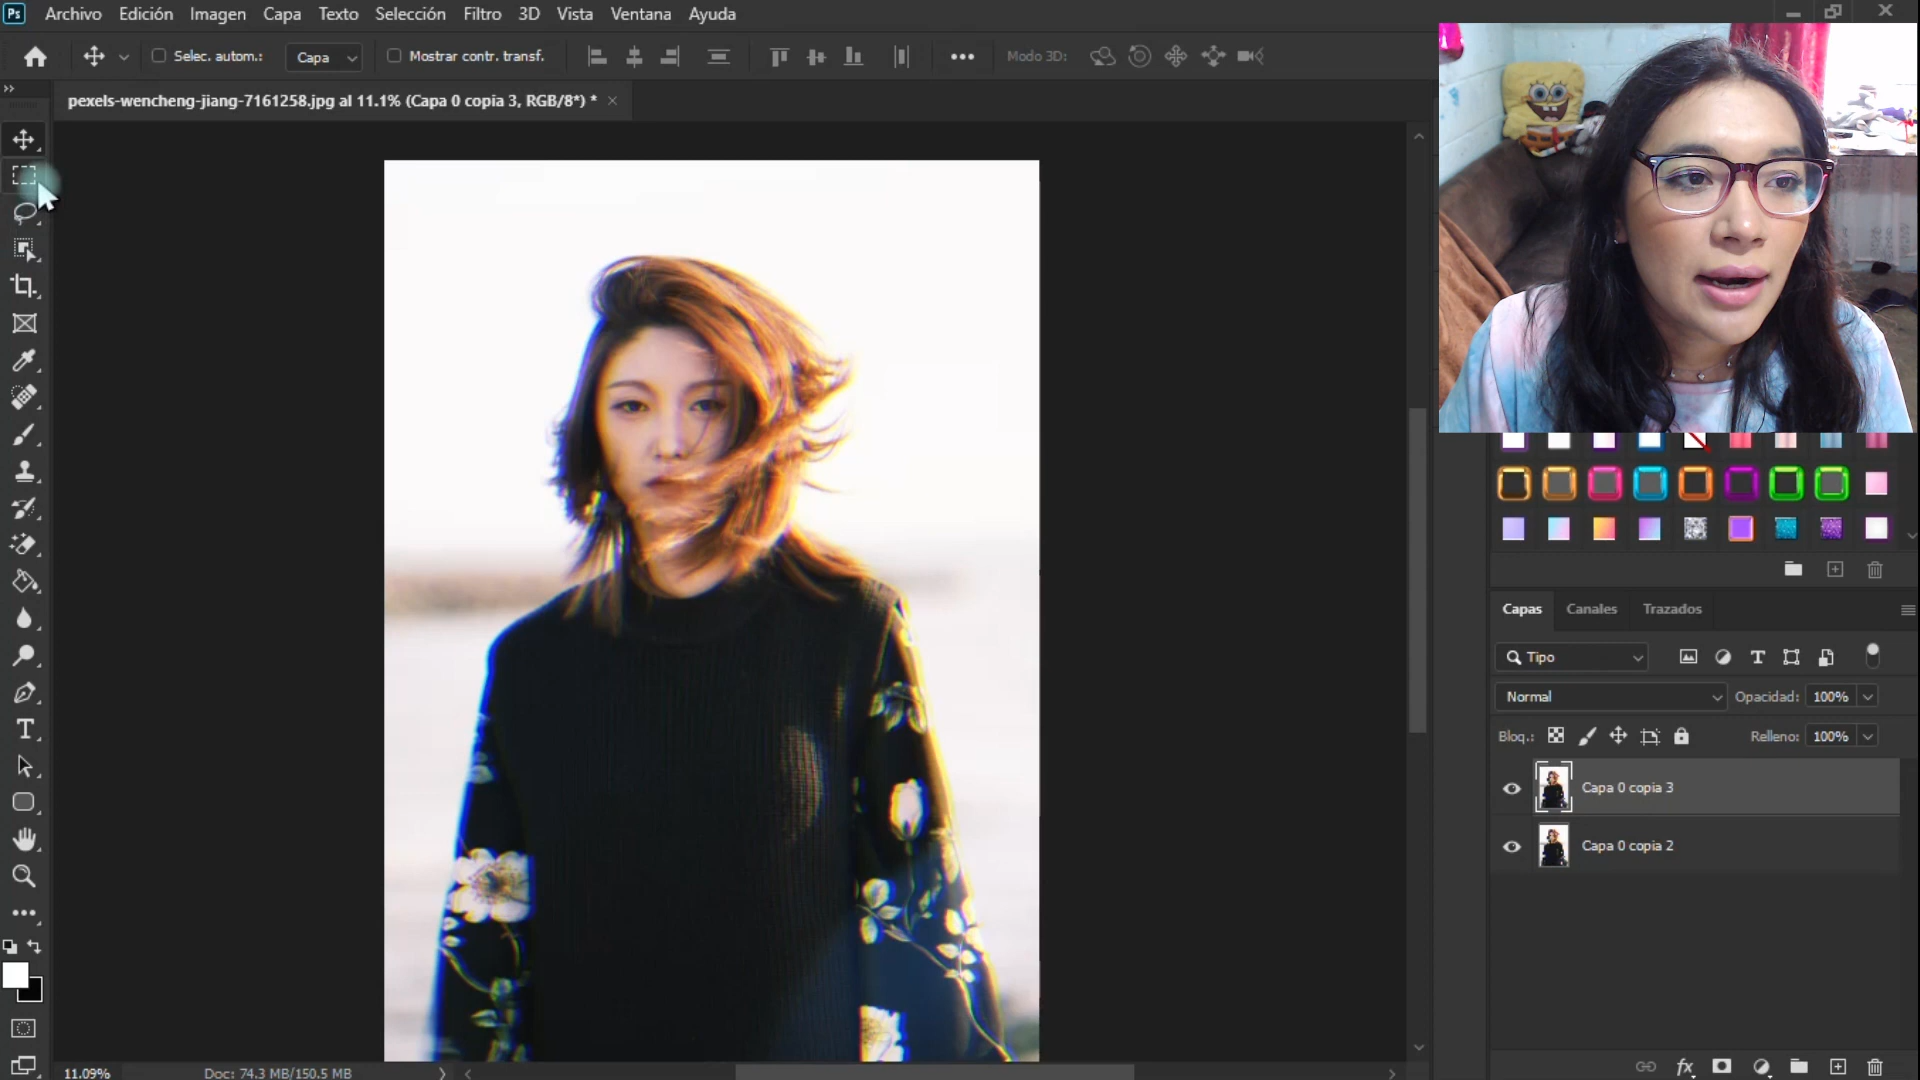 Ps Archivo Edición Imagen Capa Texto Selección Filtro 3D Vista Ventana Ayuda
Selec. autom.: Capa Mostrar contr. transf. Modo 3D:
pexels-wencheng-jiang-7161258.jpg al 11.1% (Capa 0 copia 3, RGB/8*) *
Capas Canales Trazados
Tipo
Normal Opacidad: 100%
Bloq.: Relleno: 100%
Capa 0 copia 3
Capa 0 copia 2
11.09% Doc: 74.3 MB/150.5 MB